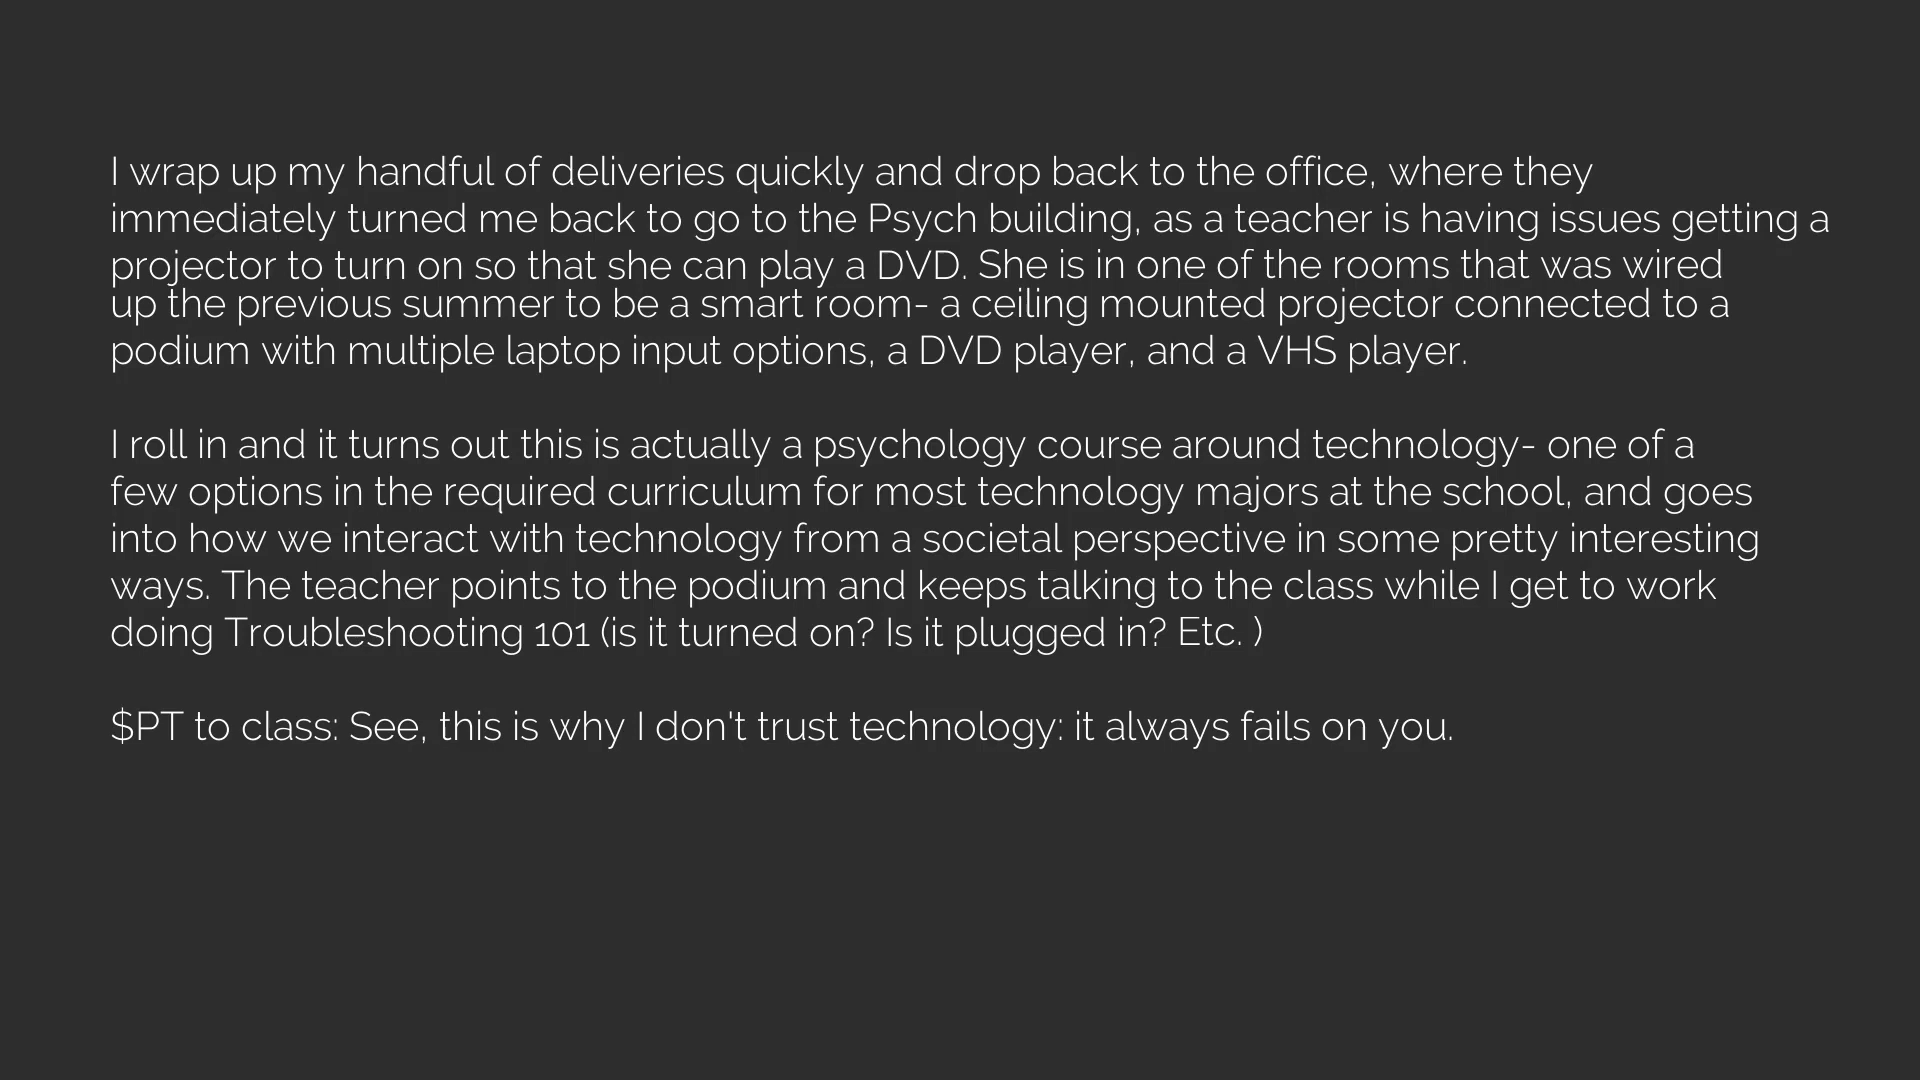 I wrap up my handful of deliveries quickly and drop back to the office, where they
immediately turned me back to go to the Psych building, as a teacher is having issues getting a
projector to turn on so that she can play a DVD. She is in one of the rooms that was wired
up the previous summer to be a smart room- a ceiling mounted projector connected to a
podium with multiple laptop input options, a DVD player, and a VHS player.
I roll in and it turns out this is actually a psychology course around technology- one of a
few options in the required curriculum for most technology majors at the school, and goes
into how we interact with technology from a societal perspective in some pretty interesting
ways. The teacher points to the podium and keeps talking to the class while I get to work
doing Troubleshooting 101 (is it turned on? Is it plugged in? Etc. )
$PT to class: See, this is why I don't trust technology: it always fails on you.